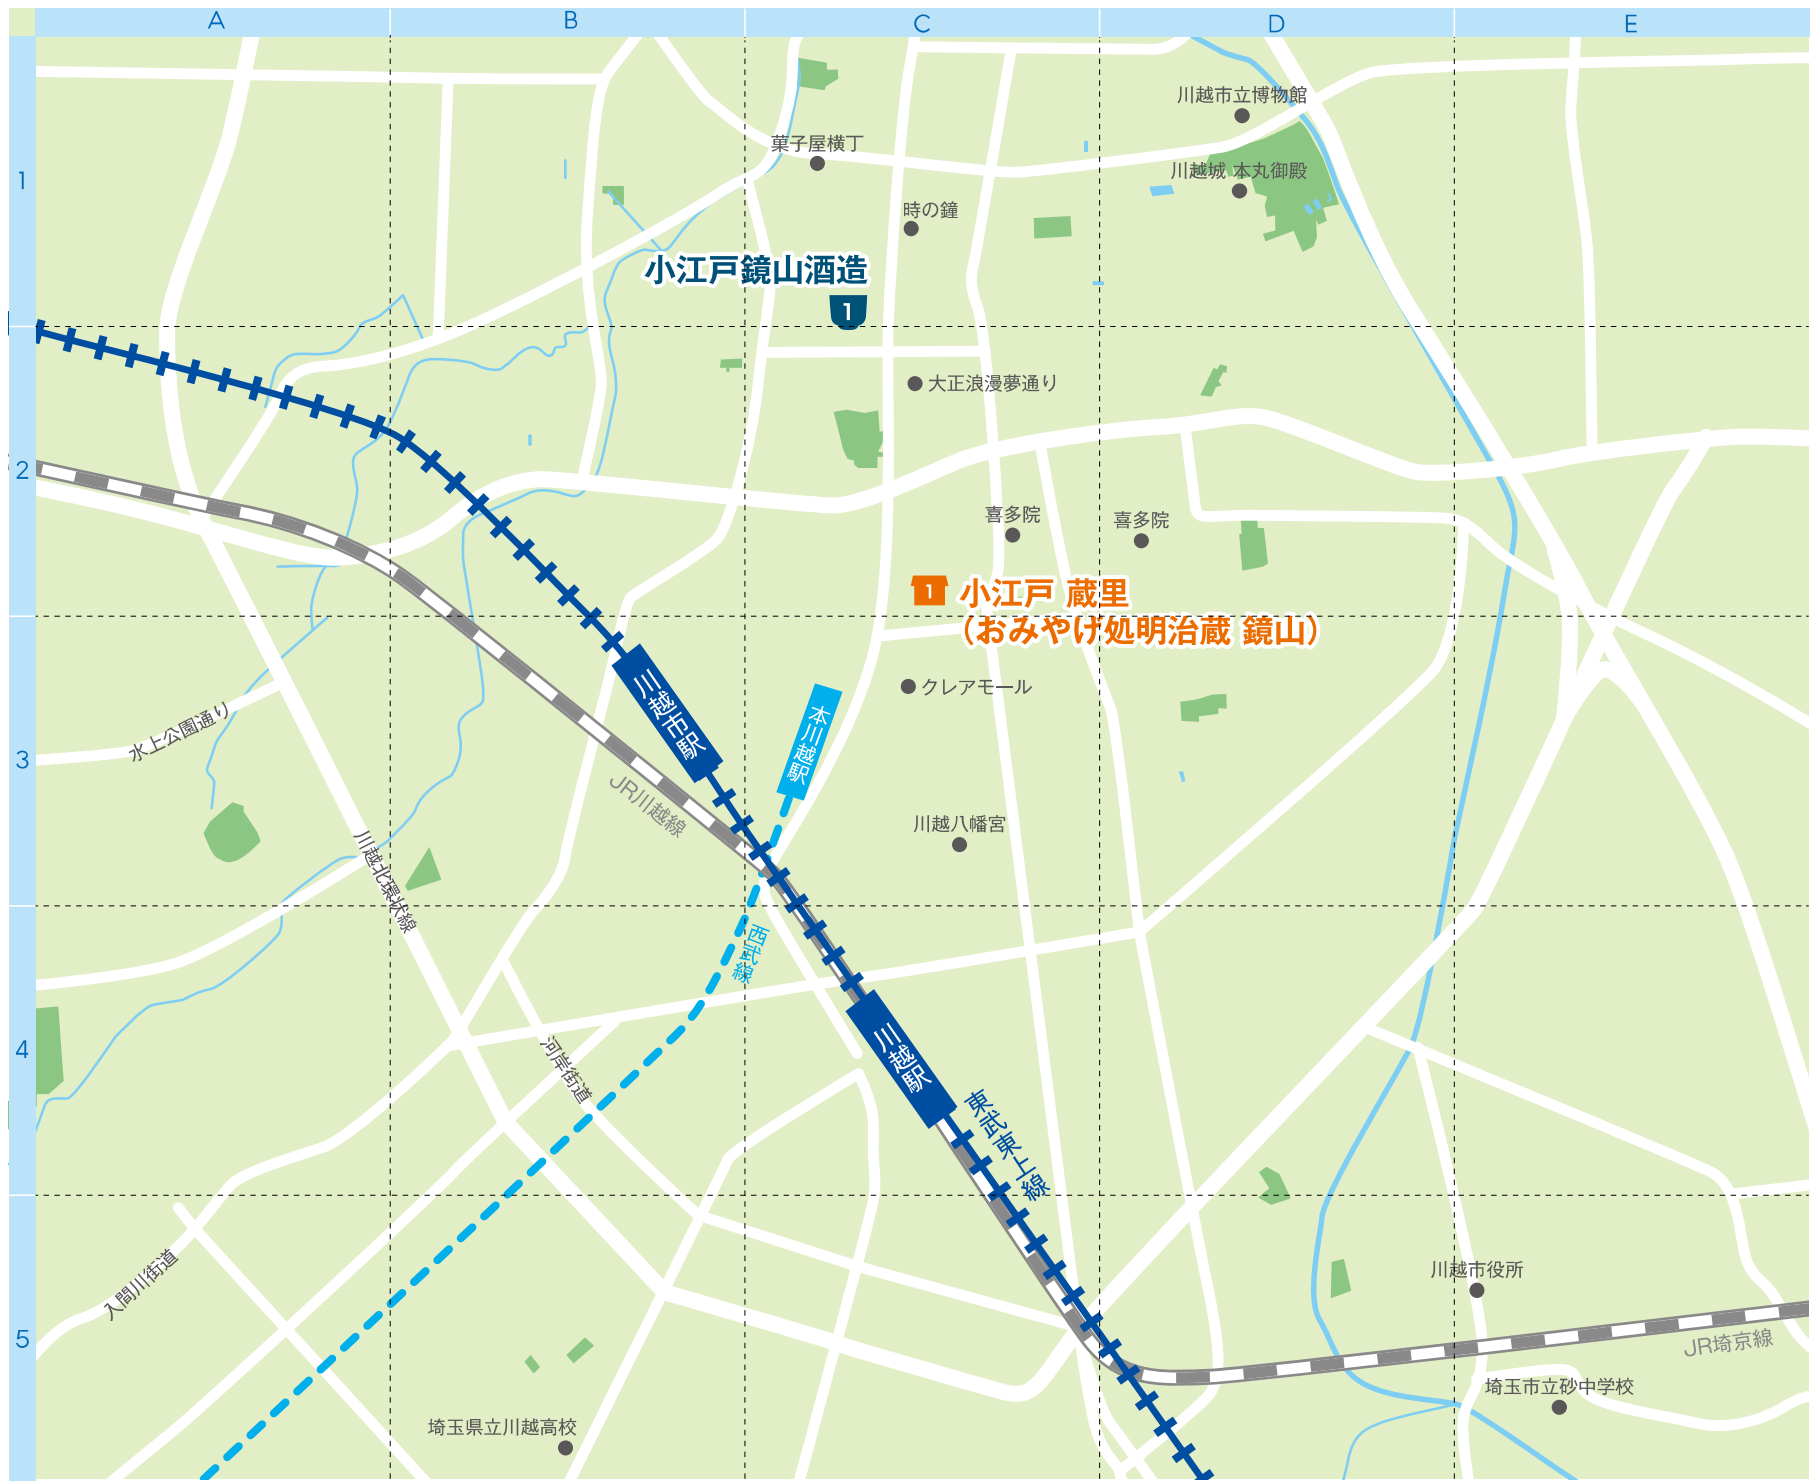 A
B
C
D
E
1
2
3
4
5
川越市立博物館
菓子屋横丁
川越城 本丸御殿
時の鐘
小江戸鏡山酒造
1
大正浪漫夢通り
喜多院
喜多院
1
小江戸 蔵里
（おみやげ処明治蔵 鏡山）
川越市駅
クレアモール
本川越駅
水上公園通り
JR川越線
川越八幡宮
川越北環状線
西武線
川越駅
河岸街道
東武東上線
入間川街道
川越市役所
JR埼京線
埼玉市立砂中学校
埼玉県立川越高校